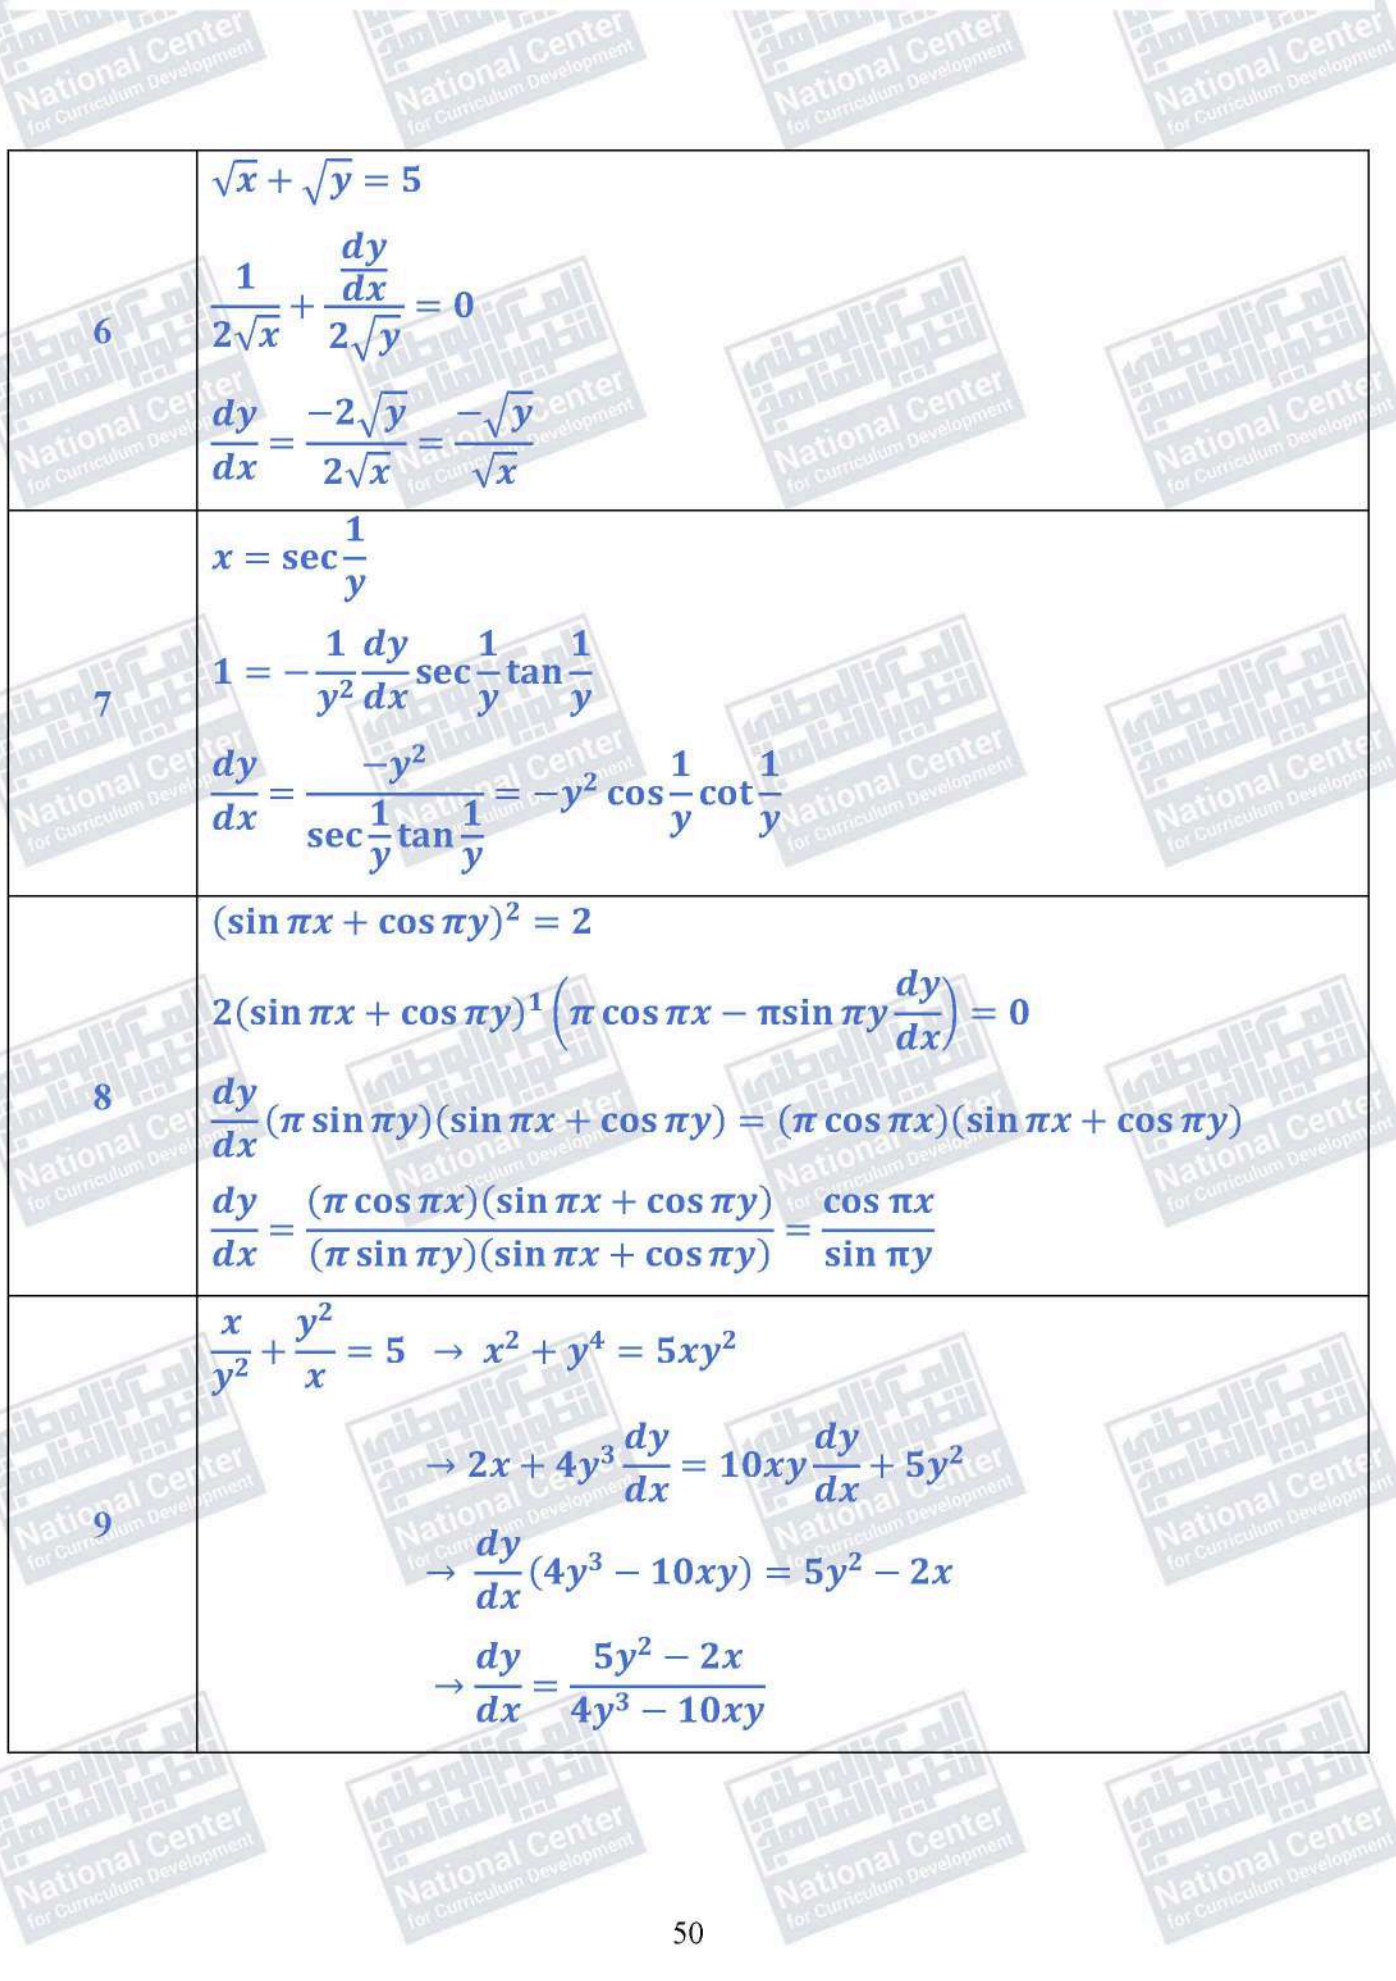 6
√x + √y = 5
1/(2√x) + (dy/dx)/(2√y) = 0
dy/dx = (−2√y)/(2√x) = (−√y)/√x
7
x = sec 1/y
1 = − 1/y² dy/dx sec 1/y tan 1/y
dy/dx = −y²/(sec 1/y tan 1/y) = −y² cos 1/y cot 1/y
8
(sin πx + cos πy)² = 2
2(sin πx + cos πy)¹ (π cos πx − πsin πy dy/dx) = 0
dy/dx (π sin πy)(sin πx + cos πy) = (π cos πx)(sin πx + cos πy)
dy/dx = (π cos πx)(sin πx + cos πy)/(π sin πy)(sin πx + cos πy) = cos πx/sin πy
9
x/y² + y²/x = 5 → x² + y⁴ = 5xy²
→ 2x + 4y³ dy/dx = 10xy dy/dx + 5y²
→ dy/dx (4y³ − 10xy) = 5y² − 2x
→ dy/dx = (5y² − 2x)/(4y³ − 10xy)
50
National Center
for Curriculum Development